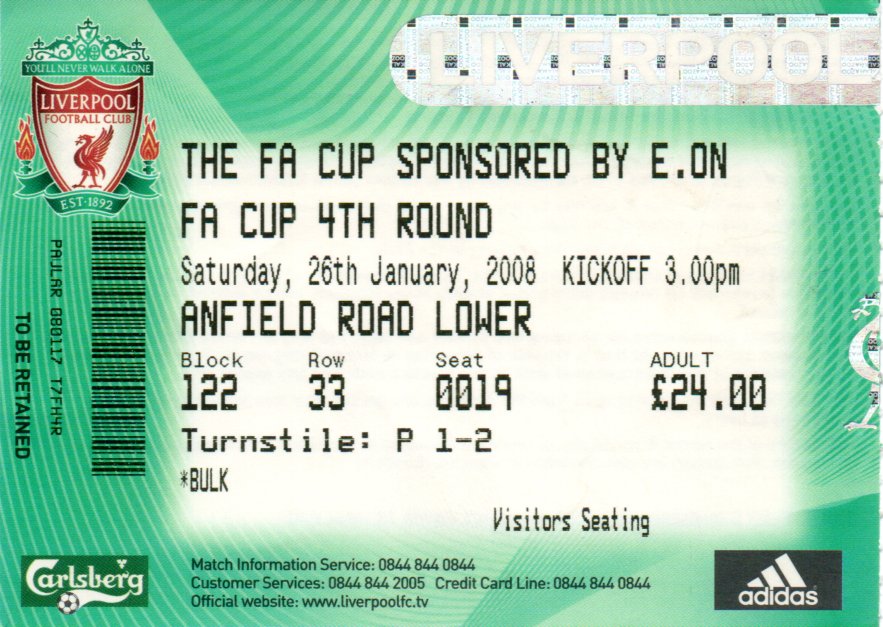 LIVERPOOL
YOU'LL NEVER WALK ALONE
LIVERPOOL
FOOTBALL CLUB
EST·1892
THE FA CUP SPONSORED BY E.ON
FA CUP 4TH ROUND
Saturday, 26th January, 2008 KICKOFF 3.00pm
ANFIELD ROAD LOWER
Block Row Seat ADULT
122 33 0019 £24.00
Turnstile: P 1-2
*BULK
Visitors Seating
PAJLAR 080117 T7FH4R
TO BE RETAINED
Carlsberg
Match Information Service: 0844 844 0844
Customer Services: 0844 844 2005 Credit Card Line: 0844 844 0844
Official website: www.liverpoolfc.tv
adidas